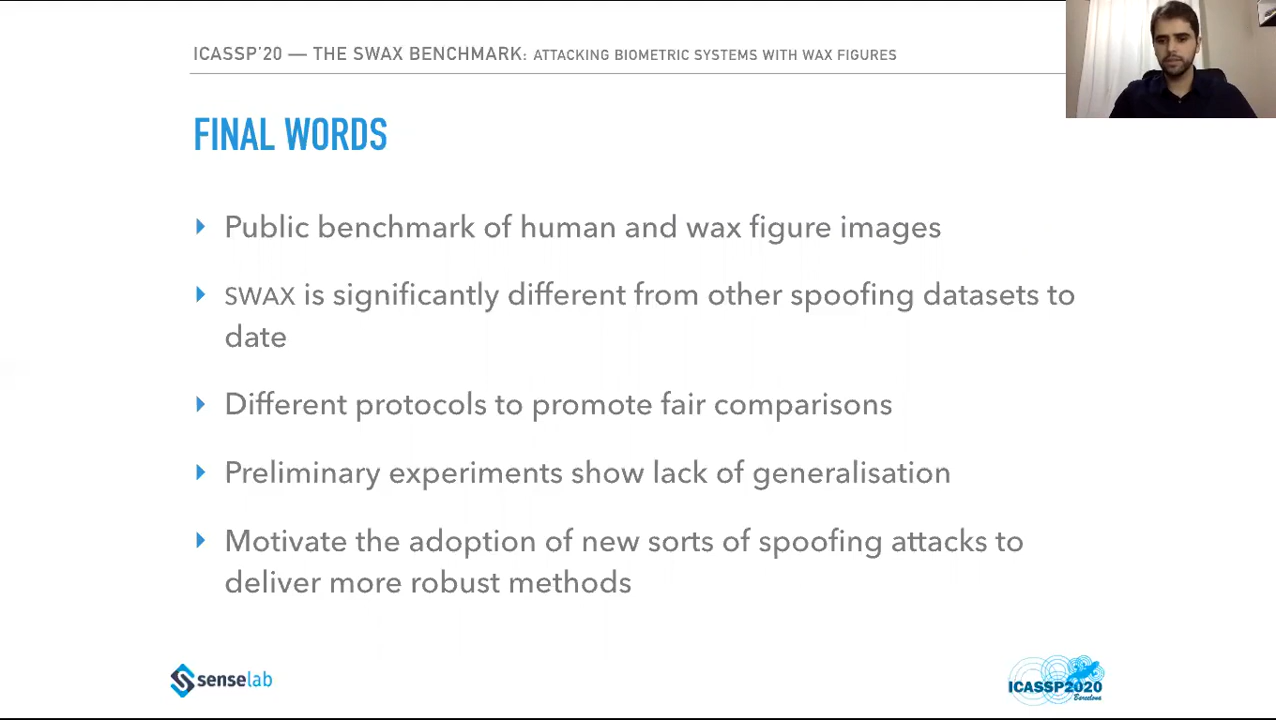 ICASSP'20 — THE SWAX BENCHMARK: ATTACKING BIOMETRIC SYSTEMS WITH WAX FIGURES
FINAL WORDS
Public benchmark of human and wax figure images
SWAX is significantly different from other spoofing datasets to
date
Different protocols to promote fair comparisons
Preliminary experiments show lack of generalisation
Motivate the adoption of new sorts of spoofing attacks to
deliver more robust methods
senselab
ICASSP2020
Barcelona